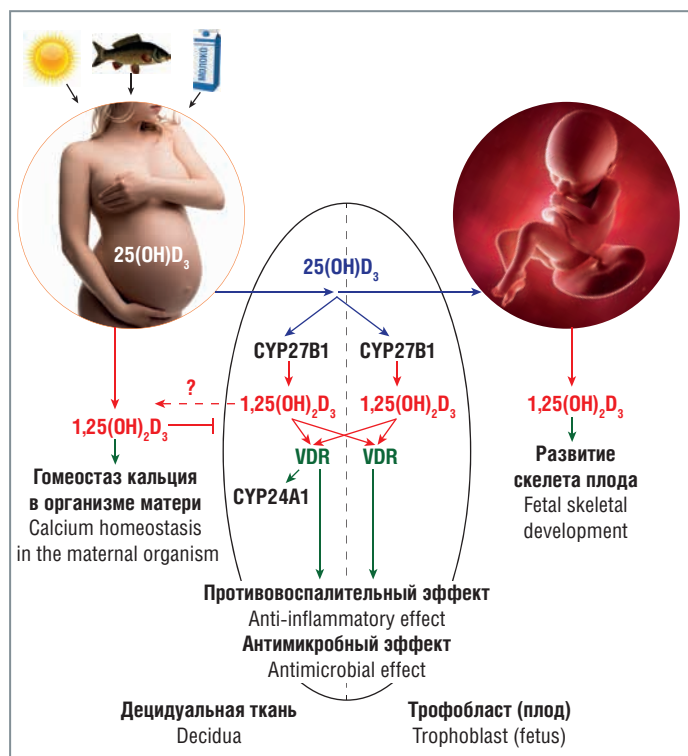 МОЛОКО
25(OH)D₃
25(OH)D₃
CYP27B1 CYP27B1
?
1,25(OH)₂D₃ 1,25(OH)₂D₃
1,25(OH)₂D₃
1,25(OH)₂D₃
VDR VDR
CYP24A1
Гомеостаз кальция
в организме матери
Calcium homeostasis
in the maternal organism
Развитие
скелета плода
Fetal skeletal
development
Противовоспалительный эффект
Anti-inflammatory effect
Антимикробный эффект
Antimicrobial effect
Децидуальная ткань
Decidua
Трофобласт (плод)
Trophoblast (fetus)